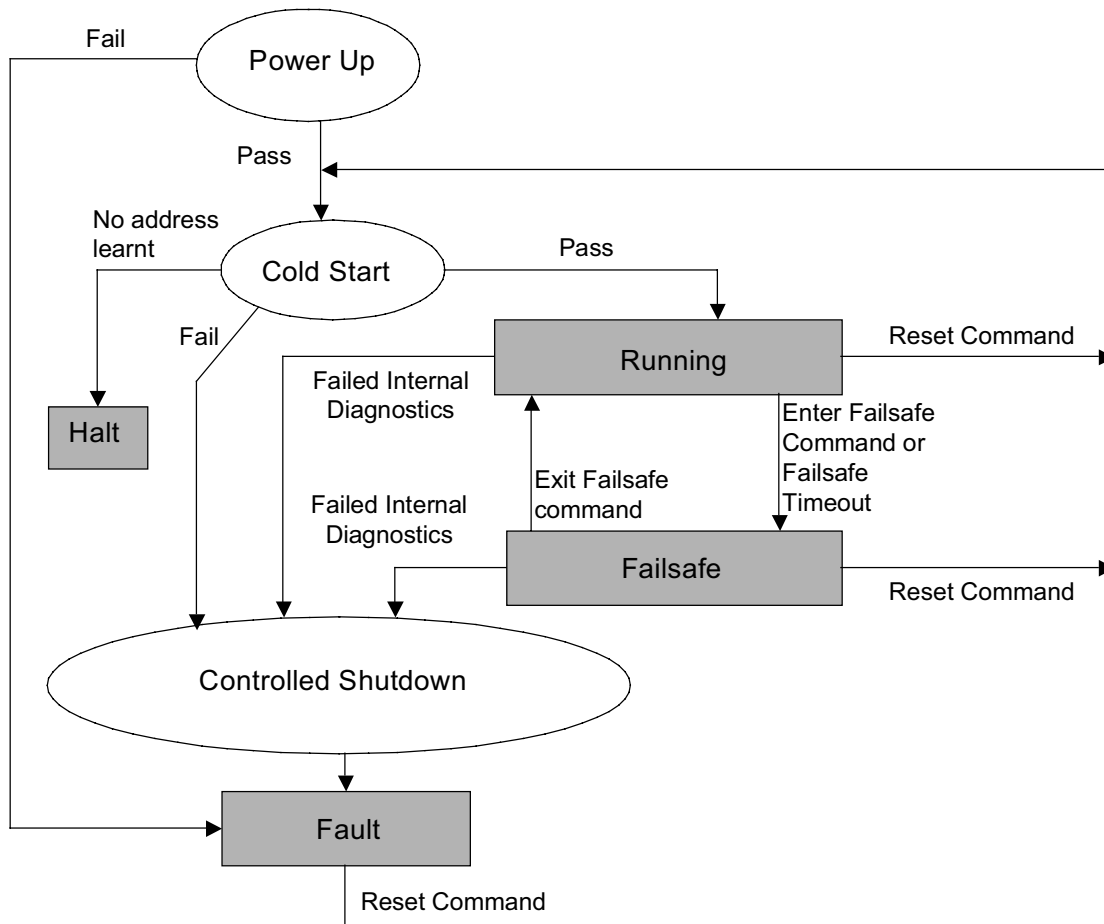 Fail
Power Up
Pass
No address
learnt
Cold Start
Pass
Fail
Running
Reset Command
Failed Internal
Diagnostics
Halt
Enter Failsafe
Command or
Failsafe
Timeout
Exit Failsafe
command
Failed Internal
Diagnostics
Failsafe
Reset Command
Controlled Shutdown
Fault
Reset Command